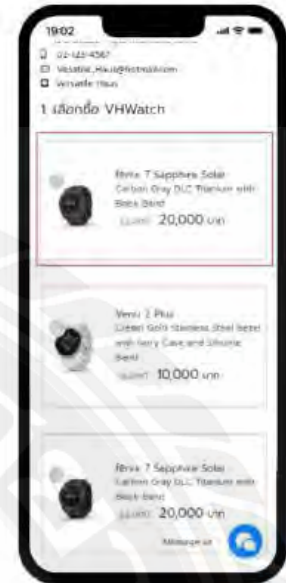 19:02
02-123-4567
Versatile_Haus@hotmail.com
Versatile Haus
1 เลือกซื้อ VHWatch
fēnix 7 Sapphire Solar
Carbon Gray DLC Titanium with
Black Band
20,000 บาท
Venu 2 Plus
Cream Gold Stainless Steel Bezel
with Ivory Case and Silicone
Band
10,000 บาท
fēnix 7 Sapphire Solar
Carbon Gray DLC Titanium with
Black Band
20,000 บาท
Message us